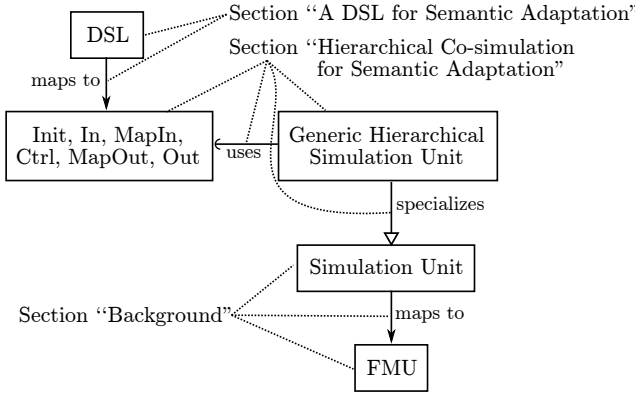 Section “A DSL for Semantic Adaptation”
DSL
Section “Hierarchical Co-simulation
for Semantic Adaptation”
maps to
Init, In, MapIn,
Ctrl, MapOut, Out
uses
Generic Hierarchical
Simulation Unit
specializes
Simulation Unit
Section “Background”
maps to
FMU